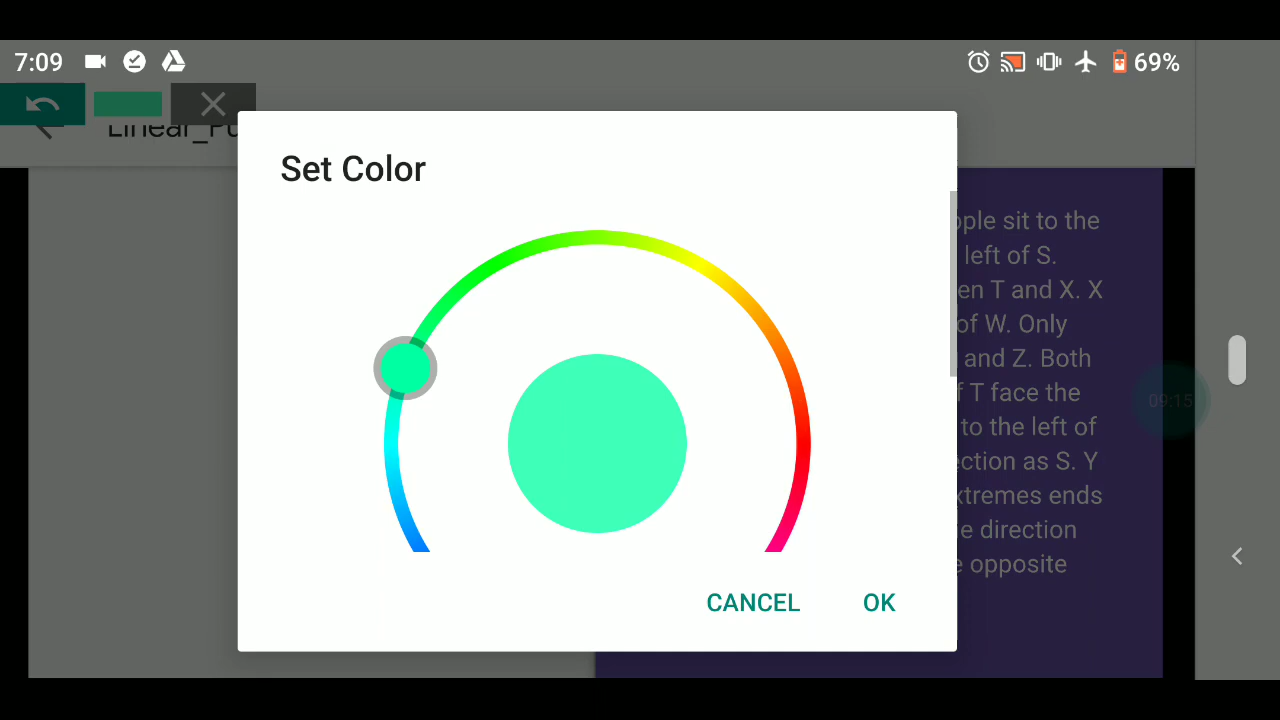 7:09
69%
Linear_Pu
Set Color
ople sit to the
left of S.
en T and X. X
of W. Only
and Z. Both
f T face the
09:15
to the left of
ection as S. Y
xtremes ends
e direction
e opposite
CANCEL OK